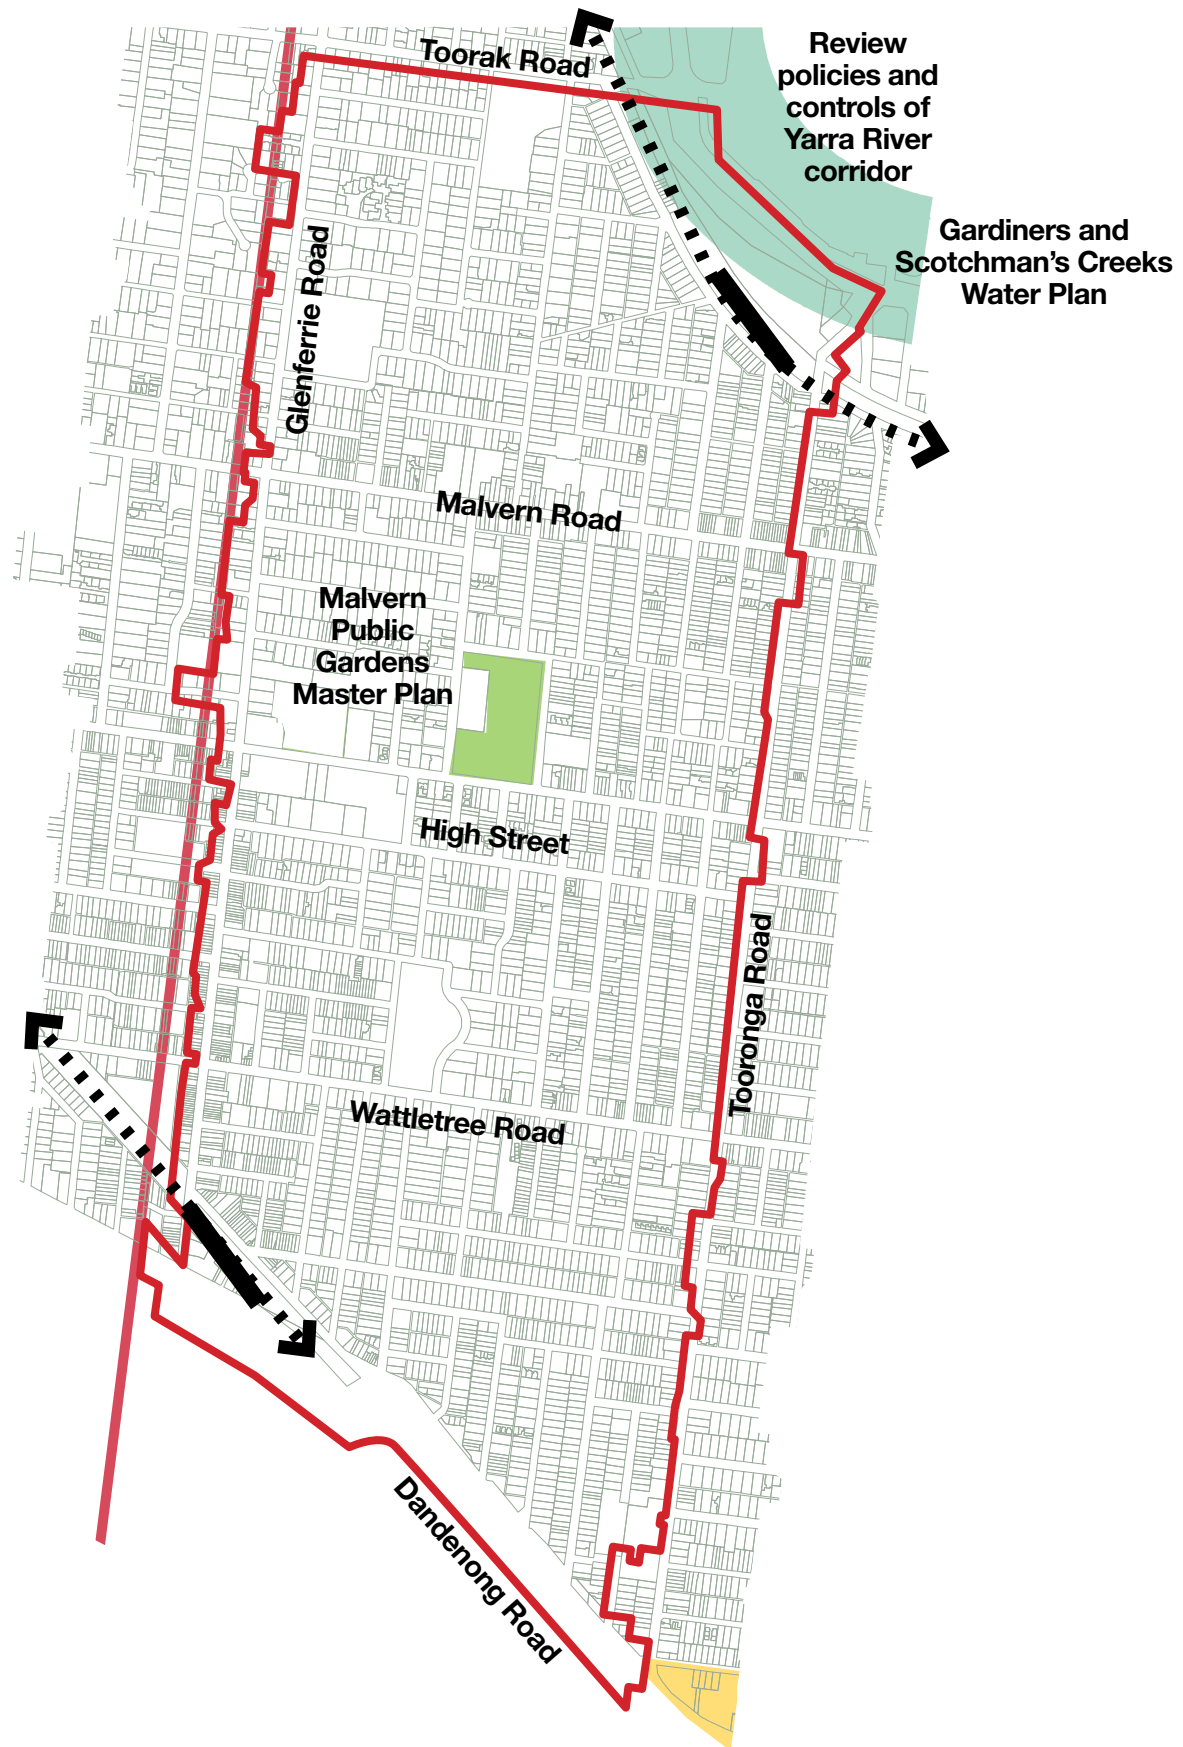 Toorak Road
Review
policies and
controls of
Yarra River
corridor
Gardiners and
Scotchman's Creeks
Water Plan
Glenferrie Road
Malvern Road
Malvern
Public
Gardens
Master Plan
High Street
Tooronga Road
Wattletree Road
Dandenong Road